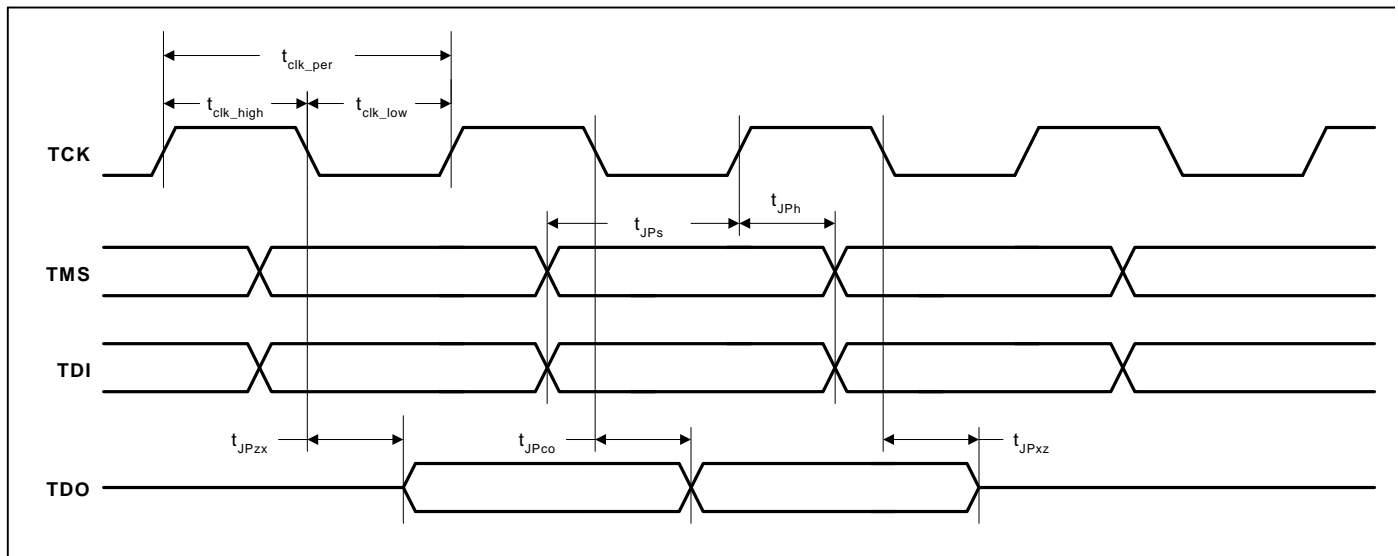 t_clk_per
t_clk_high t_clk_low
TCK
t_JPh
t_JPs
TMS
TDI
t_JPzx t_JPco t_JPxz
TDO